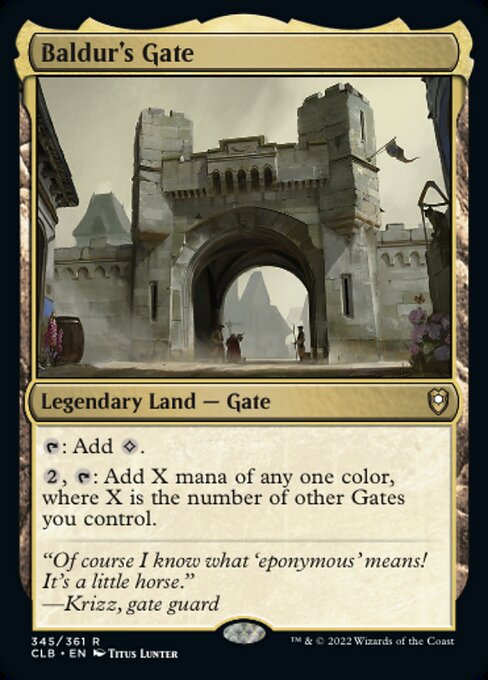 Baldur's Gate
Legendary Land — Gate
: Add .
2, : Add X mana of any one color,
where X is the number of other Gates
you control.
“Of course I know what ‘eponymous’ means!
It's a little horse.”
—Krizz, gate guard
345/361 R
CLB • EN Titus Lunter
™ & © 2022 Wizards of the Coast